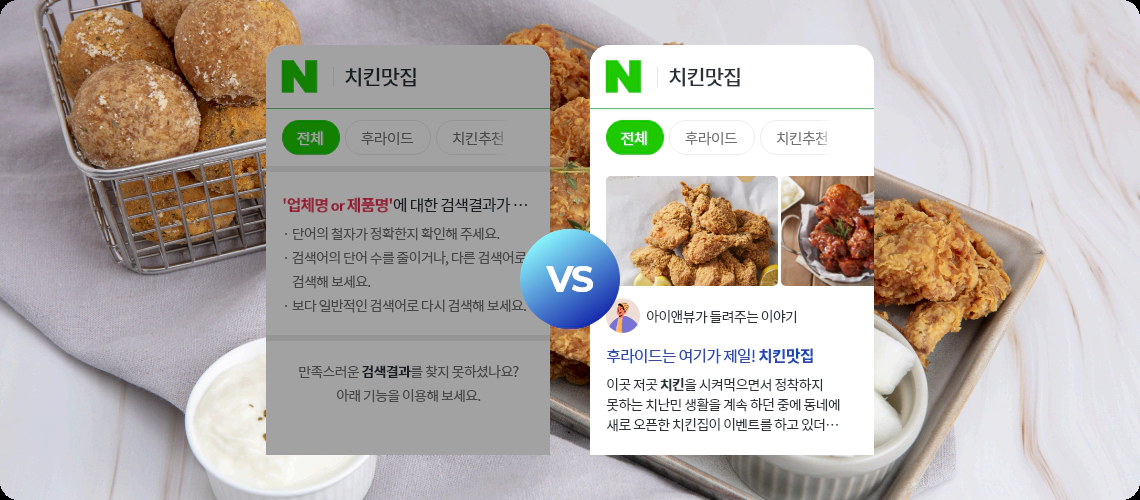 N 치킨맛집
전체 후라이드 치킨추천
'업체명 or 제품명'에 대한 검색결과가 ···
· 단어의 철자가 정확한지 확인해 주세요.
· 검색어의 단어 수를 줄이거나, 다른 검색어로
검색해 보세요.
· 보다 일반적인 검색어로 다시 검색해 보세요.
만족스러운 검색결과를 찾지 못하셨나요?
아래 기능을 이용해 보세요.
VS
N 치킨맛집
전체 후라이드 치킨추천
아이앤뷰가 들려주는 이야기
후라이드는 여기가 제일! 치킨맛집
이곳 저곳 치킨을 시켜먹으면서 정착하지
못하는 치난민 생활을 계속 하던 중에 동네에
새로 오픈한 치킨집이 이벤트를 하고 있더···